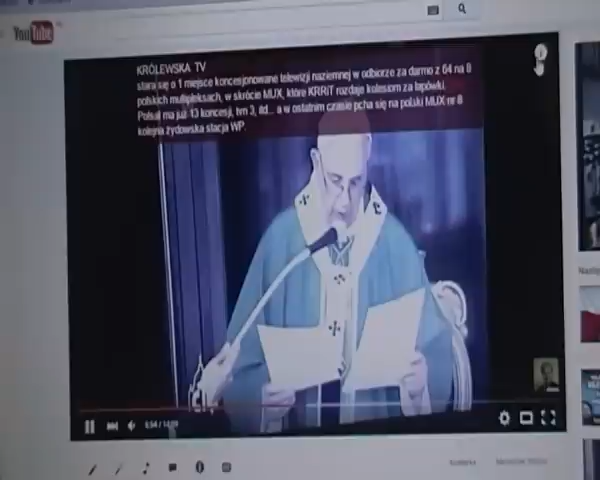 YouTube
KRÓLEWSKA TV
stara się o 1 miejsce koncesjonowane telewizji naziemnej w odbiorze za darmo z 64 na 8
polskich multipleksach, w skrócie MUX, które KRRiT rozdaje kolesiom za łapówki.
Polsat ma już 13 koncesji, tvn 3, itd... a w ostatnim czasie pcha się na polski MUX nr 8
kolejna żydowska stacja WP.